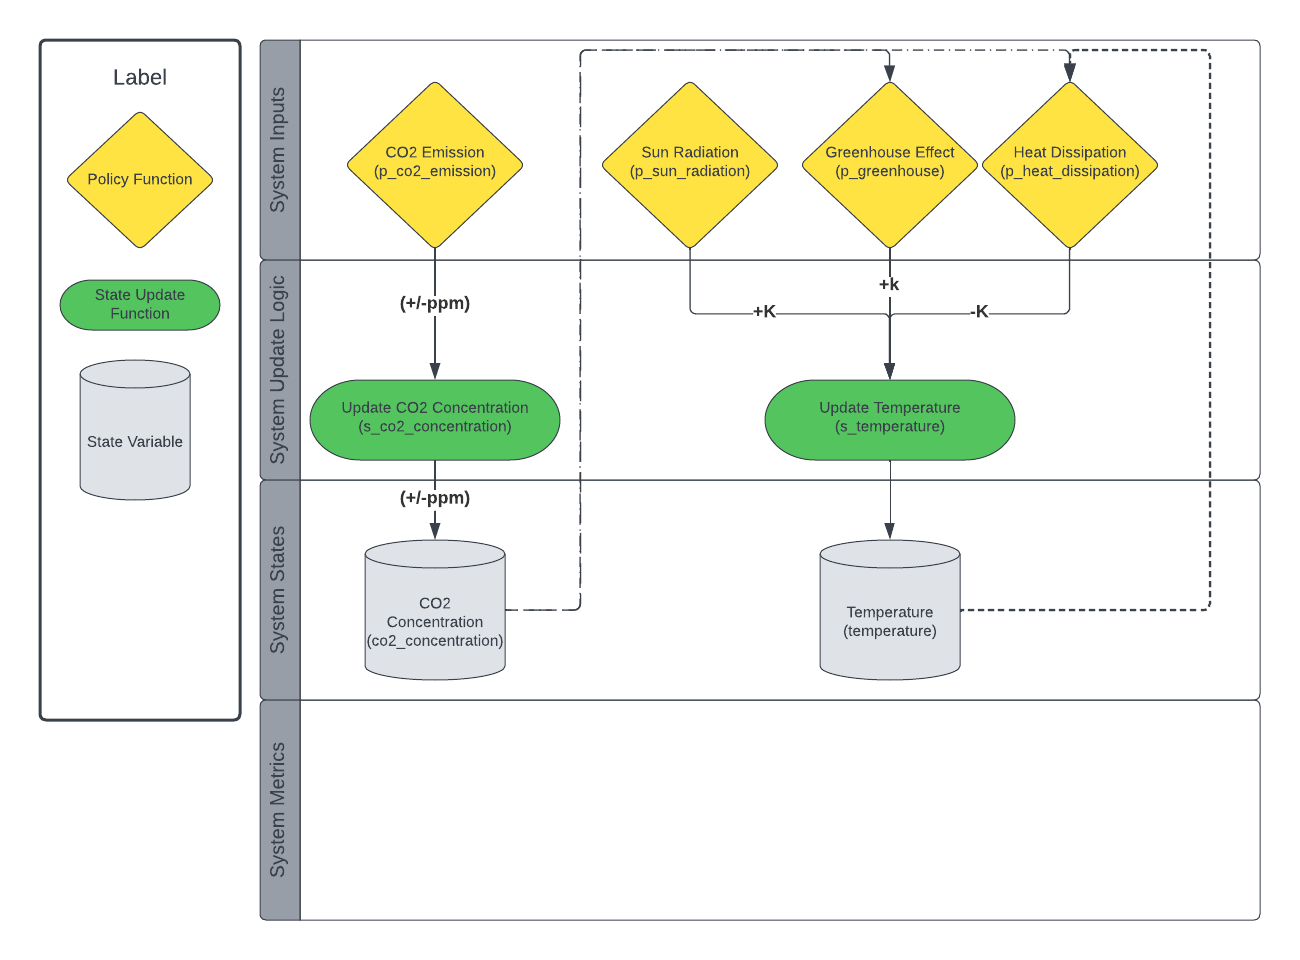 Label
Policy Function
State Update
Function
State Variable
System Inputs
CO2 Emission
(p_co2_emission)
Sun Radiation
(p_sun_radiation)
Greenhouse Effect
(p_greenhouse)
Heat Dissipation
(p_heat_dissipation)
System Update Logic
(+/-ppm)
+k
+K
-K
Update CO2 Concentration
(s_co2_concentration)
Update Temperature
(s_temperature)
System States
(+/-ppm)
CO2
Concentration
(co2_concentration)
Temperature
(temperature)
System Metrics